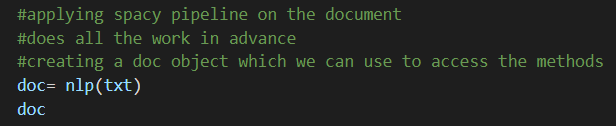 #applying spacy pipeline on the document
#does all the work in advance
#creating a doc object which we can use to access the methods
doc= nlp(txt)
doc